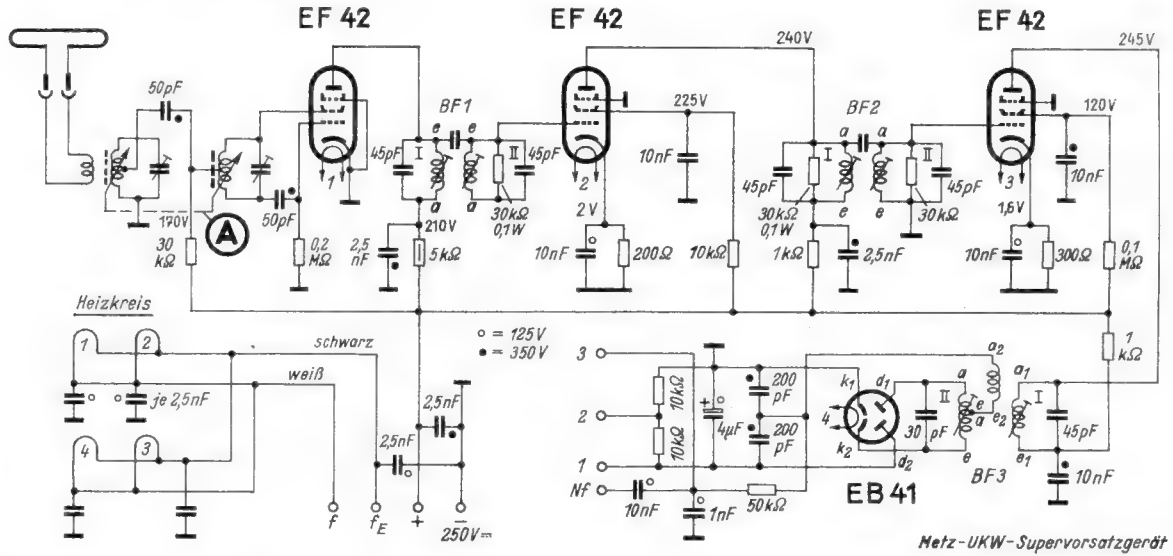 EF 42
EF 42
EF 42
240V
245V
50pF
225V
120V
BF1
BF2
e e
a a
45pF I II 45pF
1
2
3
10nF
45pF I II 45pF
10nF
30kΩ
0,1W
30kΩ
0,1W
30kΩ
a a
e e
170V
A
50pF
210V
2V
1,8V
30
kΩ
0,2
MΩ
2,5
nF
5kΩ
10nF
200Ω
10kΩ
1kΩ
2,5nF
10nF
300Ω
0,1
MΩ
Heizkreis
1 2
schwarz
weiß
je 2,5nF
4 3
○ = 125V
● = 350V
2,5nF
2,5nF
f fE + −
250V=
3
2
1
Nf
10kΩ
10kΩ
+
4μF
200
pF
200
pF
10nF
1nF
50kΩ
k1 d1
4
k2 d2
EB 41
30 pF
II
a
e
a
e
a2
e2
a1
I
e1
45pF
BF3
10nF
1
kΩ
Metz-UKW-Supervorsatzgerät